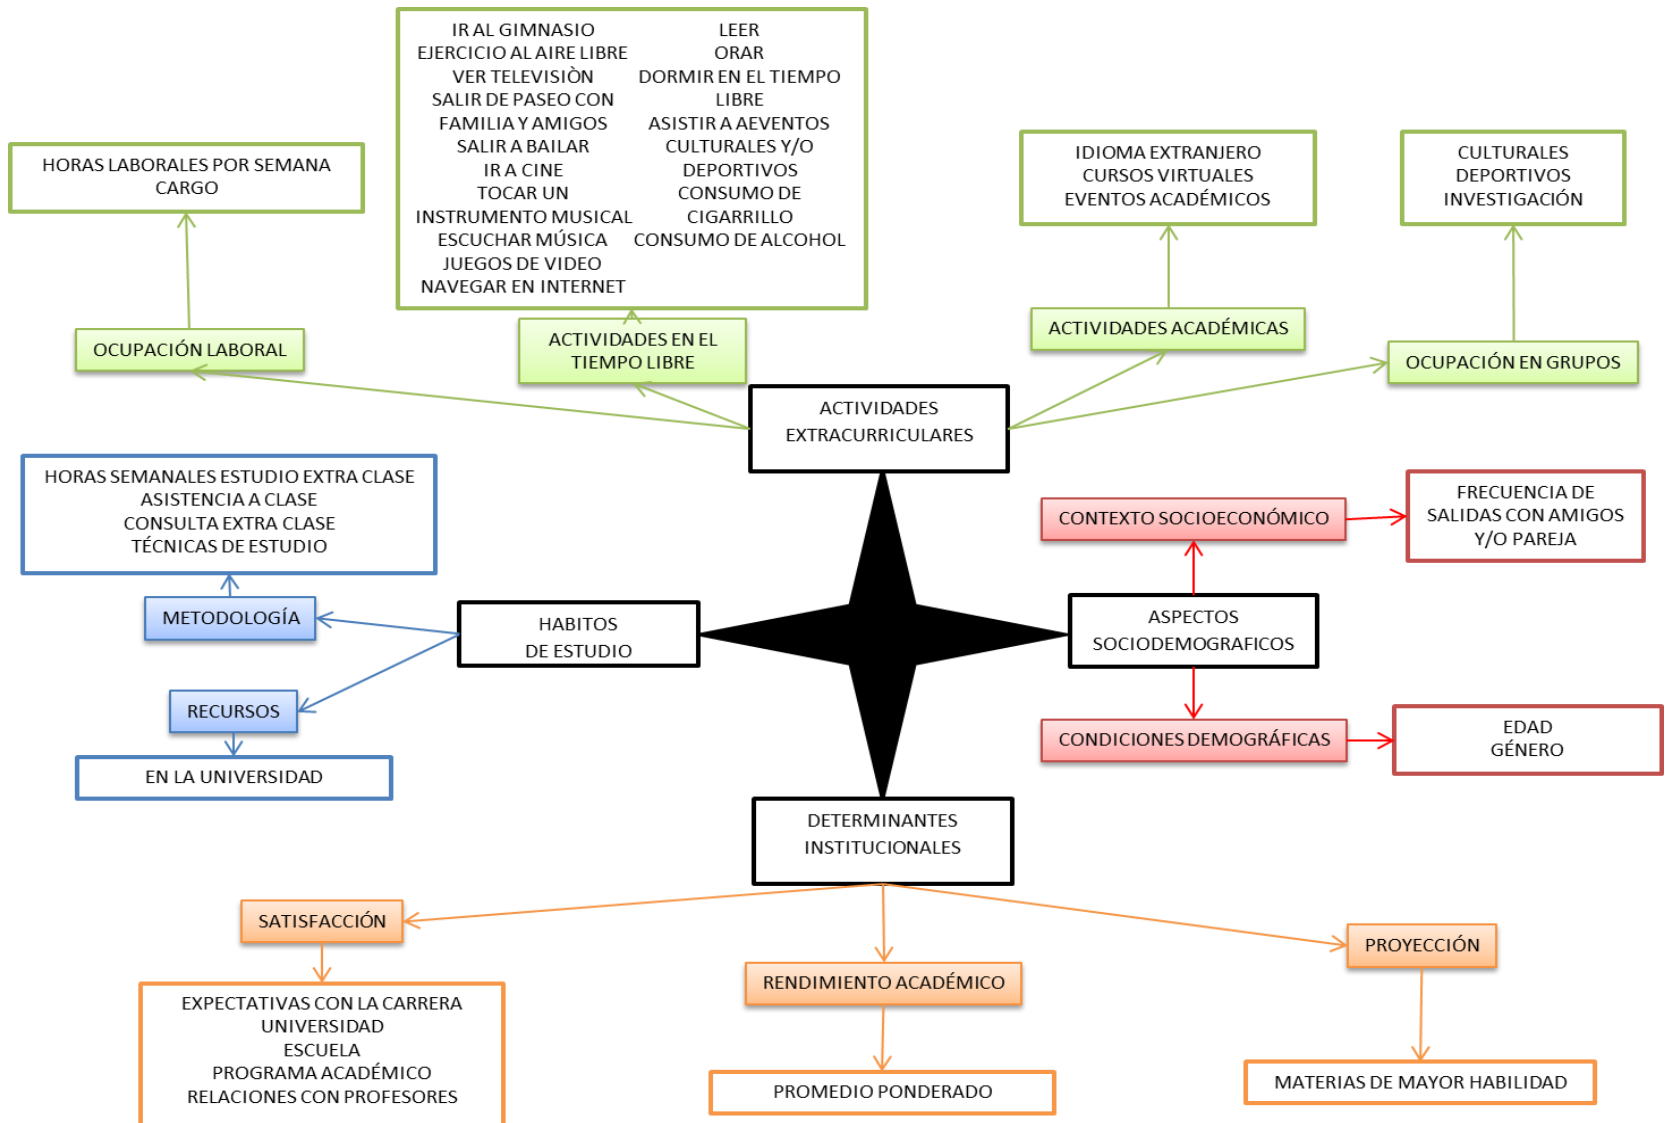 IR AL GIMNASIO
EJERCICIO AL AIRE LIBRE
VER TELEVISIÒN
SALIR DE PASEO CON
FAMILIA Y AMIGOS
SALIR A BAILAR
IR A CINE
TOCAR UN
INSTRUMENTO MUSICAL
ESCUCHAR MÚSICA
JUEGOS DE VIDEO
NAVEGAR EN INTERNET
LEER
ORAR
DORMIR EN EL TIEMPO
LIBRE
ASISTIR A AEVENTOS
CULTURALES Y/O
DEPORTIVOS
CONSUMO DE
CIGARRILLO
CONSUMO DE ALCOHOL
HORAS LABORALES POR SEMANA
CARGO
IDIOMA EXTRANJERO
CURSOS VIRTUALES
EVENTOS ACADÉMICOS
CULTURALES
DEPORTIVOS
INVESTIGACIÓN
OCUPACIÓN LABORAL
ACTIVIDADES EN EL
TIEMPO LIBRE
ACTIVIDADES ACADÉMICAS
OCUPACIÓN EN GRUPOS
ACTIVIDADES
EXTRACURRICULARES
HORAS SEMANALES ESTUDIO EXTRA CLASE
ASISTENCIA A CLASE
CONSULTA EXTRA CLASE
TÉCNICAS DE ESTUDIO
METODOLOGÍA
HABITOS
DE ESTUDIO
RECURSOS
EN LA UNIVERSIDAD
CONTEXTO SOCIOECONÓMICO
FRECUENCIA DE
SALIDAS CON AMIGOS
Y/O PAREJA
ASPECTOS
SOCIODEMOGRAFICOS
CONDICIONES DEMOGRÁFICAS
EDAD
GÉNERO
DETERMINANTES
INSTITUCIONALES
SATISFACCIÓN
EXPECTATIVAS CON LA CARRERA
UNIVERSIDAD
ESCUELA
PROGRAMA ACADÉMICO
RELACIONES CON PROFESORES
RENDIMIENTO ACADÉMICO
PROMEDIO PONDERADO
PROYECCIÓN
MATERIAS DE MAYOR HABILIDAD